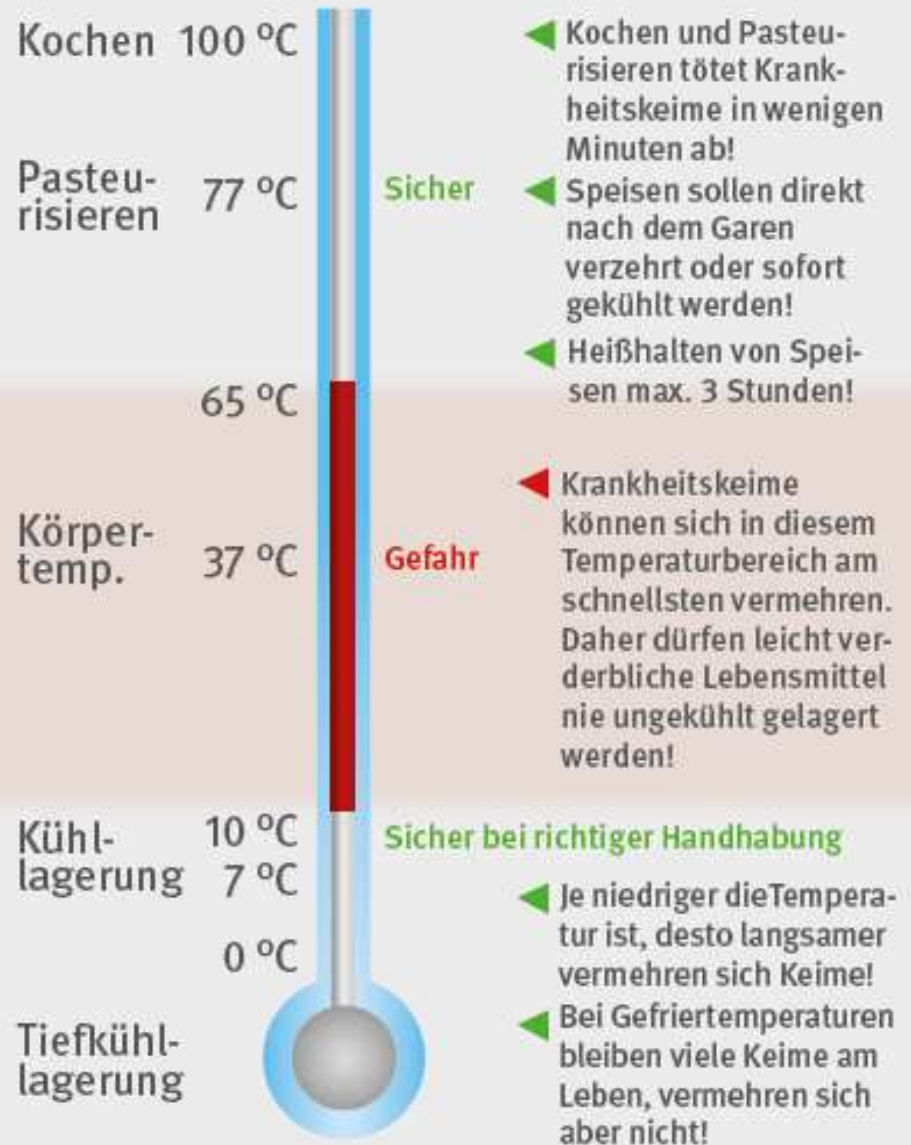 Kochen 100 °C
Kochen und Pasteu-
risieren tötet Krank-
heitskeime in wenigen
Minuten ab!
Pasteu-
risieren
77 °C
Sicher
Speisen sollen direkt
nach dem Garen
verzehrt oder sofort
gekühlt werden!
Heißhalten von Spei-
sen max. 3 Stunden!
65 °C
Körper-
temp.
37 °C
Gefahr
Krankheitskeime
können sich in diesem
Temperaturbereich am
schnellsten vermehren.
Daher dürfen leicht ver-
derbliche Lebensmittel
nie ungekühlt gelagert
werden!
Kühl-
lagerung
10 °C
7 °C
0 °C
Sicher bei richtiger Handhabung
Je niedriger dieTempera-
tur ist, desto langsamer
vermehren sich Keime!
Tiefkühl-
lagerung
Bei Gefriertemperaturen
bleiben viele Keime am
Leben, vermehren sich
aber nicht!